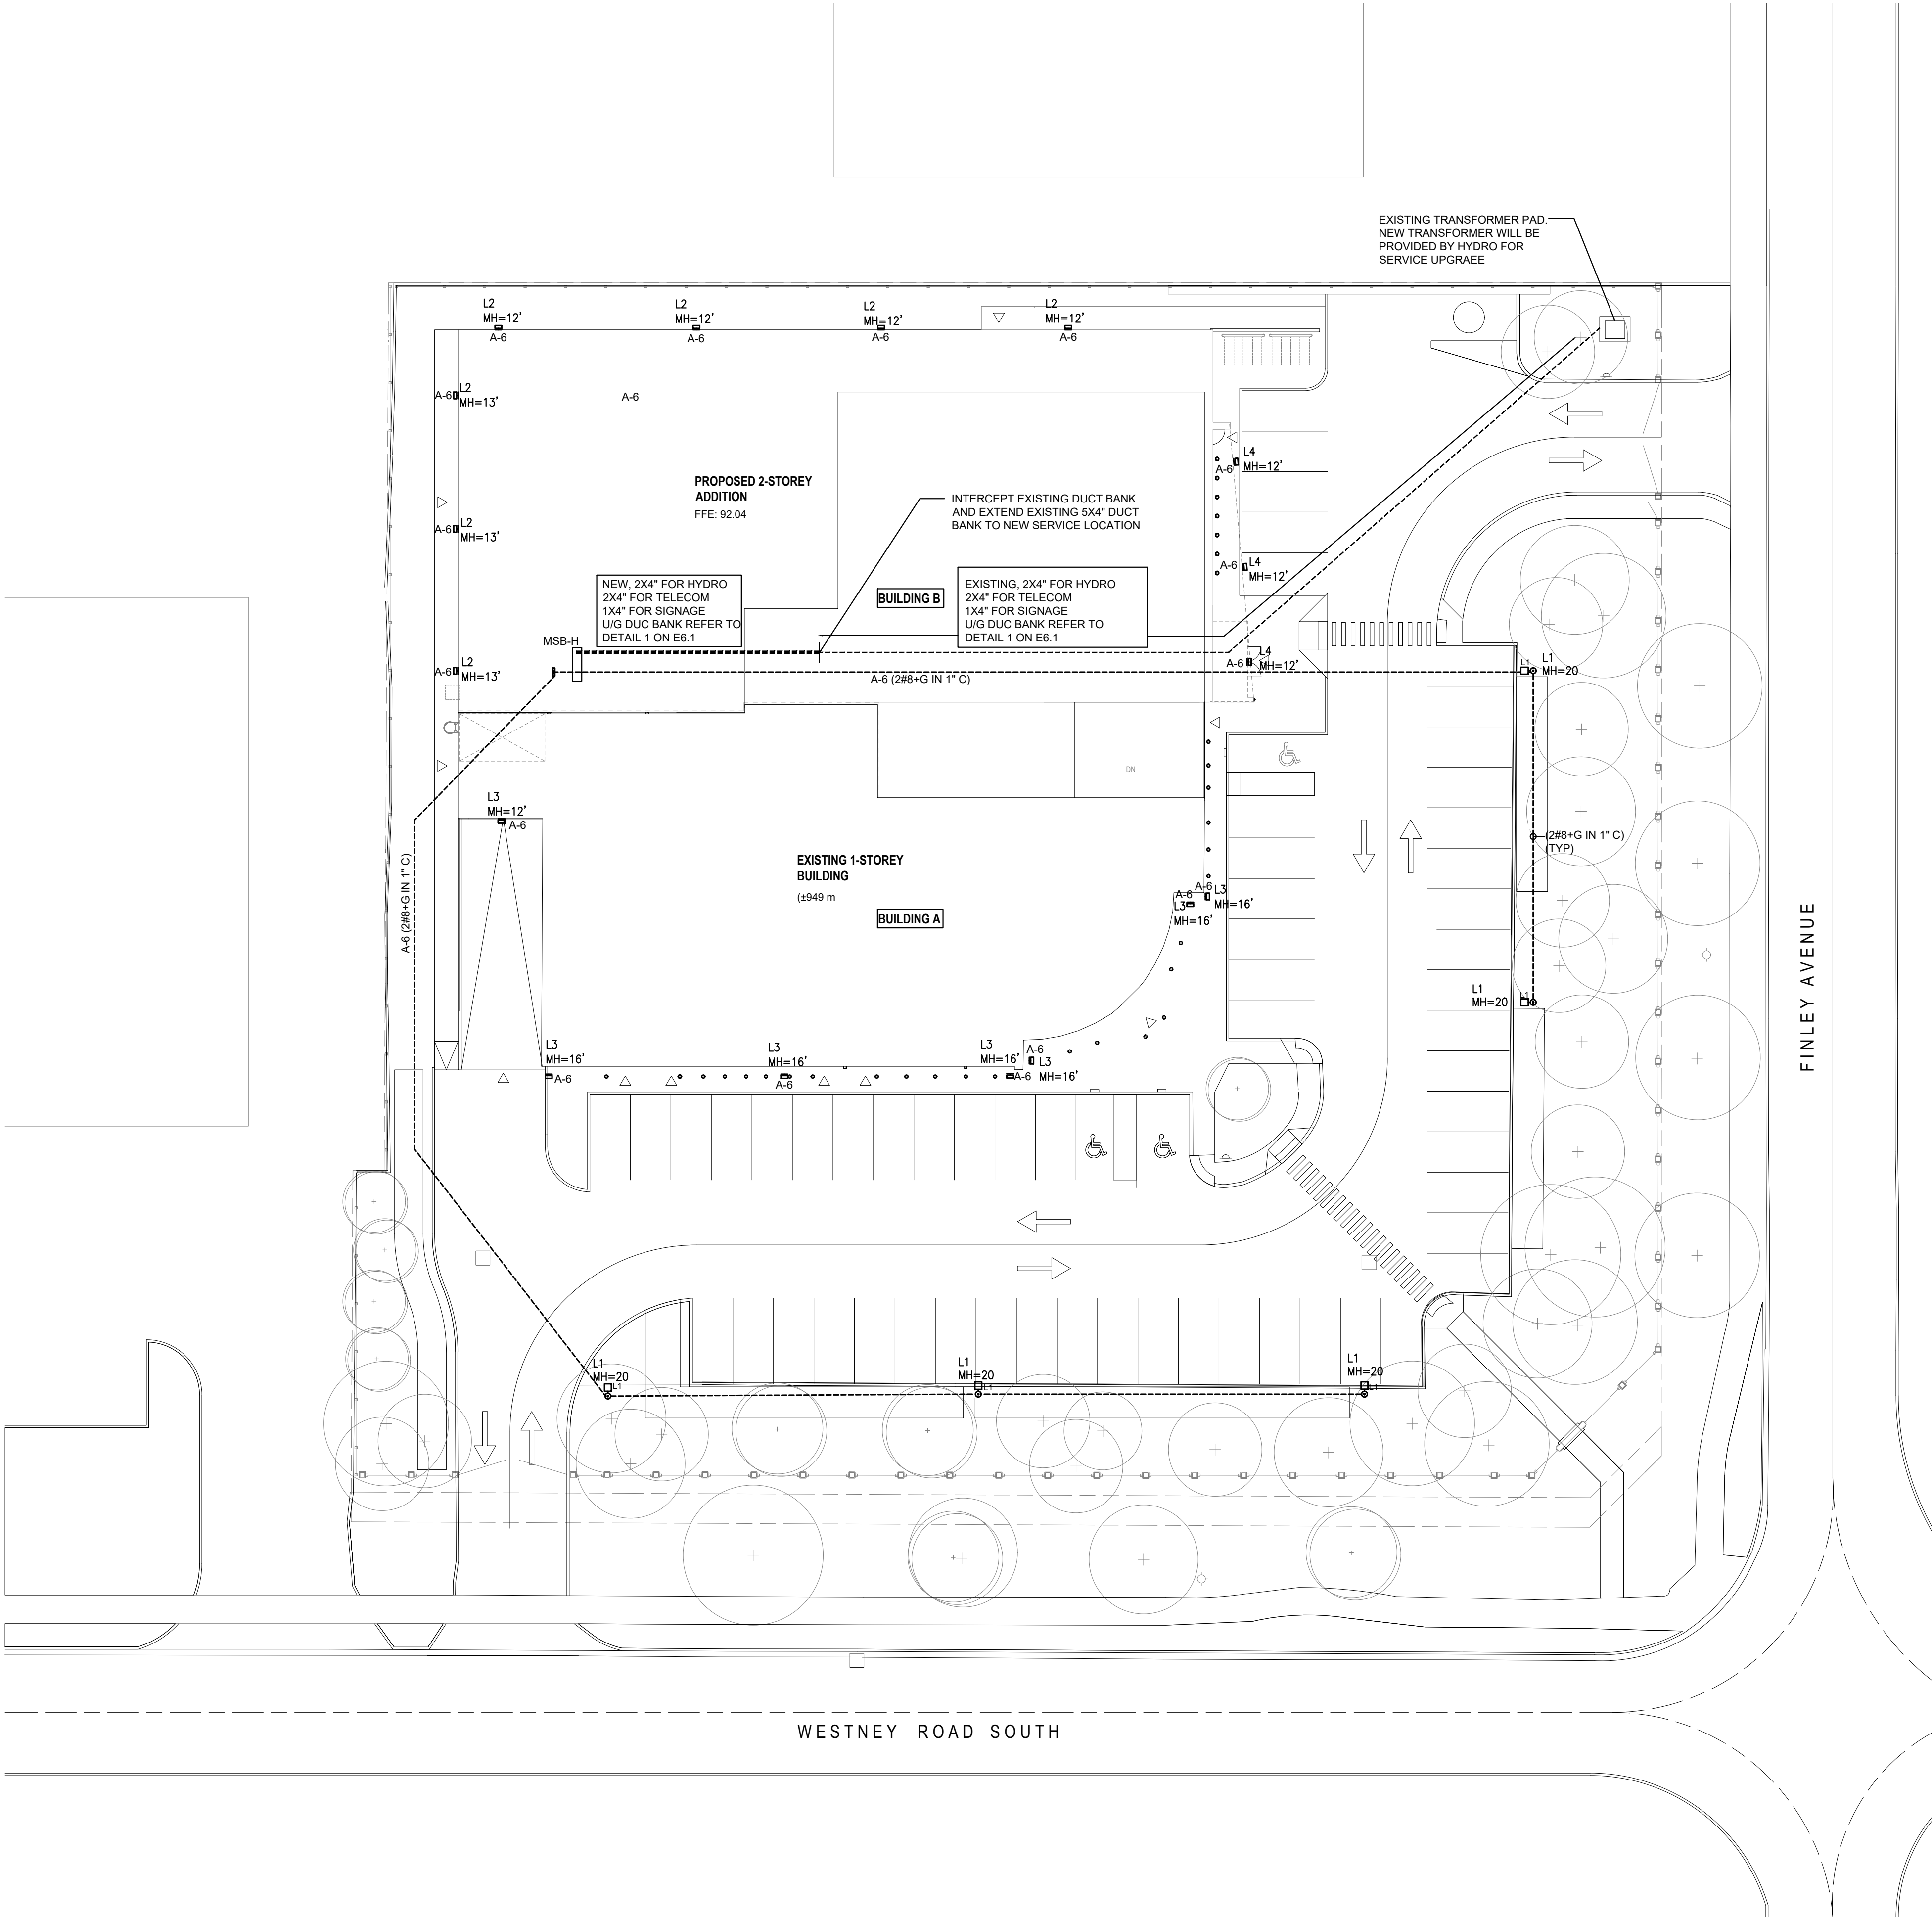 EXISTING TRANSFORMER PAD.
NEW TRANSFORMER WILL BE
PROVIDED BY HYDRO FOR
SERVICE UPGRAEE
L2
MH=12'
A-6
L2
MH=12'
A-6
L2
MH=12'
A-6
L2
MH=12'
A-6
A-6
L2
MH=13'
A-6
L4
MH=12'
A-6
PROPOSED 2-STOREY
ADDITION
FFE: 92.04
INTERCEPT EXISTING DUCT BANK
AND EXTEND EXISTING 5X4" DUCT
BANK TO NEW SERVICE LOCATION
A-6
L2
MH=13'
A-6
L4
MH=12'
NEW, 2X4" FOR HYDRO
2X4" FOR TELECOM
1X4" FOR SIGNAGE
U/G DUC BANK REFER TO
DETAIL 1 ON E6.1
BUILDING B
EXISTING, 2X4" FOR HYDRO
2X4" FOR TELECOM
1X4" FOR SIGNAGE
U/G DUC BANK REFER TO
DETAIL 1 ON E6.1
MSB-H
A-6
L2
MH=13'
A-6
L4
MH=12'
L1
L1
MH=20
A-6 (2#8+G IN 1" C)
DN
L3
MH=12'
A-6
(2#8+G IN 1" C)
(TYP)
A-6 (2#8+G IN 1" C)
EXISTING 1-STOREY
BUILDING
(±949 m
BUILDING A
A-6
L3
MH=16'
A-6
L3
MH=16'
FINLEY AVENUE
L1
MH=20
L1
L3
MH=16'
A-6
L3
MH=16'
A-6
L3
MH=16'
A-6
A-6
L3
MH=16'
L1
MH=20
L1
L1
MH=20
L1
L1
MH=20
L1
WESTNEY ROAD SOUTH